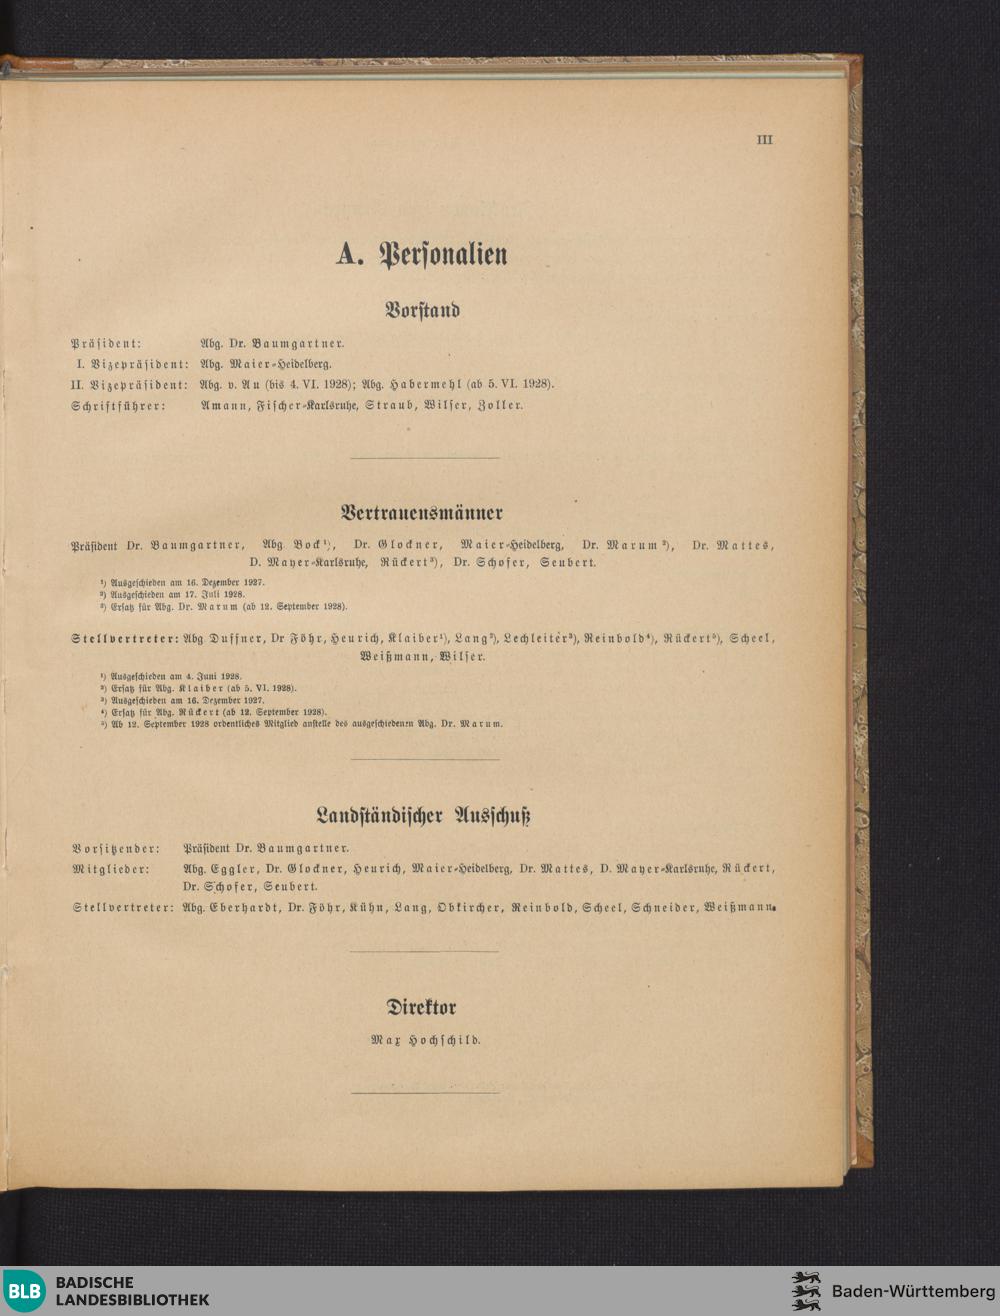 III
A. Personalien
Vorstand
Präsident: Abg. Dr. Baumgartner.
I. Vizepräsident: Abg. Maier-Heidelberg.
II. Vizepräsident: Abg. v. Au (bis 4. VI. 1928); Abg. Habermehl (ab 5. VI. 1928).
Schriftführer: Amann, Fischer-Karlsruhe, Straub, Wilser, Zoller.
Vertrauensmänner
Präsident Dr. Baumgartner, Abg. Bock¹), Dr. Glockner, Maier-Heidelberg, Dr. Marum²), Dr. Mattes,
D. Mayer-Karlsruhe, Rückert³), Dr. Schofer, Seubert.
¹) Ausgeschieden am 16. Dezember 1927.
²) Ausgeschieden am 17. Juli 1928.
³) Ersatz für Abg. Dr. Marum (ab 12. September 1928).
Stellvertreter: Abg. Duffner, Dr Föhr, Heurich, Klaiber¹), Lang²), Lechleiter³), Reinbold⁴), Rückert⁵), Scheel,
Weißmann, Wilser.
¹) Ausgeschieden am 4. Juni 1928.
²) Ersatz für Abg. Klaiber (ab 5. VI. 1928).
³) Ausgeschieden am 16. Dezember 1927.
⁴) Ersatz für Abg. Rückert (ab 12. September 1928).
⁵) Ab 12. September 1928 ordentliches Mitglied anstelle des ausgeschiedenen Abg. Dr. Marum.
Landständischer Ausschuß
Vorsitzender: Präsident Dr. Baumgartner.
Mitglieder: Abg. Eggler, Dr. Glockner, Heurich, Maier-Heidelberg, Dr. Mattes, D. Mayer-Karlsruhe, Rückert,
Dr. Schofer, Seubert.
Stellvertreter: Abg. Eberhardt, Dr. Föhr, Kühn, Lang, Obkircher, Reinbold, Scheel, Schneider, Weißmann.
Direktor
Max Hochschild.
BLB BADISCHE
LANDESBIBLIOTHEK
Baden-Württemberg